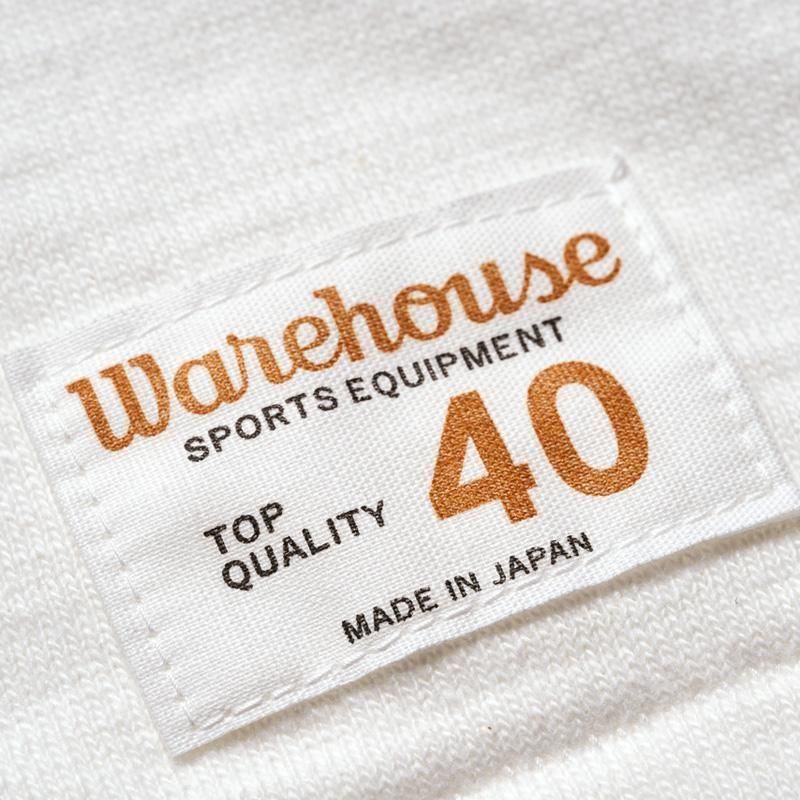 Warehouse
SPORTS EQUIPMENT
40
TOP
QUALITY
MADE IN JAPAN